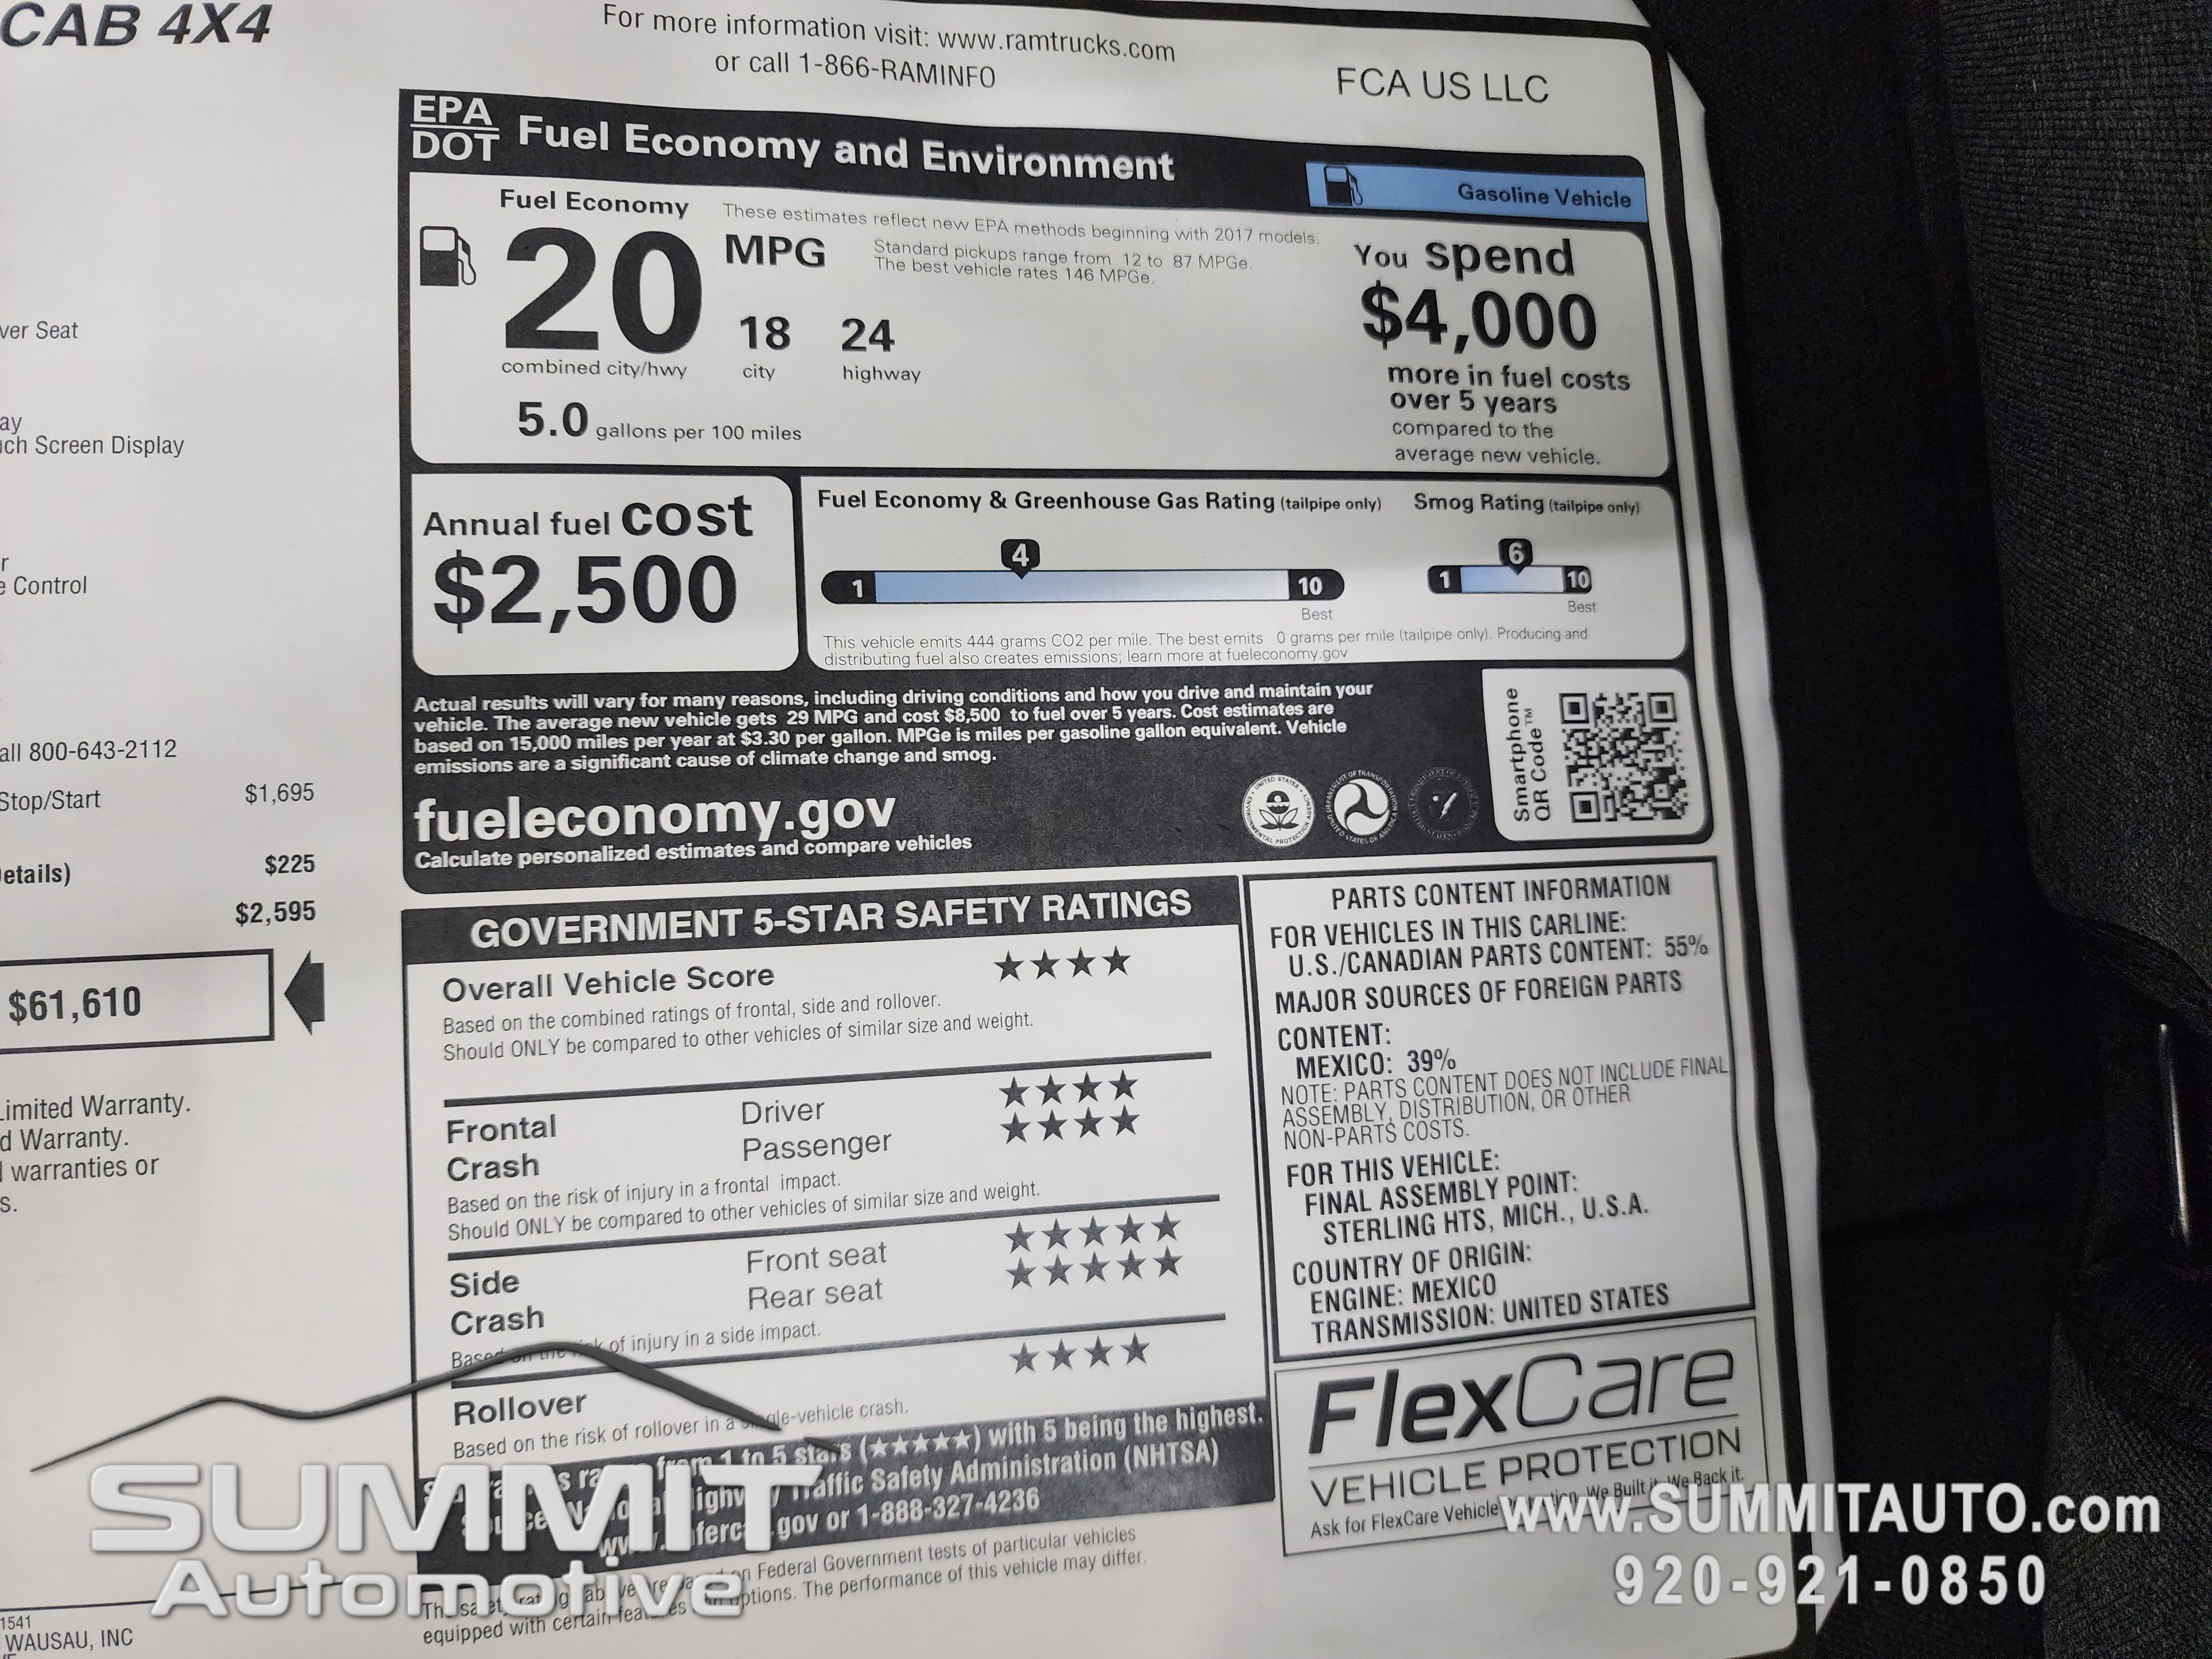 CAB 4X4
For more information visit: www.ramtrucks.com
or call 1-866-RAMINFO
FCA US LLC
EPA
DOT
Fuel Economy and Environment
Gasoline Vehicle
Fuel Economy
These estimates reflect new EPA methods beginning with 2017 models.
20
MPG
Standard pickups range from 12 to 87 MPGe.
The best vehicle rates 146 MPGe.
18
24
combined city/hwy
city
highway
5.0 gallons per 100 miles
You spend
$4,000
more in fuel costs
over 5 years
compared to the
average new vehicle.
Annual fuel cost
$2,500
Fuel Economy & Greenhouse Gas Rating (tailpipe only)
4
1
10
Best
Smog Rating (tailpipe only)
6
1
10
Best
This vehicle emits 444 grams CO2 per mile. The best emits 0 grams per mile (tailpipe only). Producing and
distributing fuel also creates emissions; learn more at fueleconomy.gov
Actual results will vary for many reasons, including driving conditions and how you drive and maintain your
vehicle. The average new vehicle gets 29 MPG and cost $8,500 to fuel over 5 years. Cost estimates are
based on 15,000 miles per year at $3.30 per gallon. MPGe is miles per gasoline gallon equivalent. Vehicle
emissions are a significant cause of climate change and smog.
fueleconomy.gov
Calculate personalized estimates and compare vehicles
Smartphone
QR Code™
ver Seat
ay
uch Screen Display
r
e Control
all 800-643-2112
Stop/Start $1,695
etails) $225
$2,595
$61,610
Limited Warranty.
d Warranty.
warranties or
s.
1541
WAUSAU, INC
GOVERNMENT 5-STAR SAFETY RATINGS
Overall Vehicle Score ★★★★
Based on the combined ratings of frontal, side and rollover.
Should ONLY be compared to other vehicles of similar size and weight.
Frontal Driver ★★★★
Crash Passenger ★★★★
Based on the risk of injury in a frontal impact.
Should ONLY be compared to other vehicles of similar size and weight.
Side Front seat ★★★★★
Crash Rear seat ★★★★★
Based on the risk of injury in a side impact.
Rollover ★★★★
Based on the risk of rollover in a single-vehicle crash.
from 1 to 5 stars (★★★★★) with 5 being the highest.
Highway Traffic Safety Administration (NHTSA)
.gov or 1-888-327-4236
on Federal Government tests of particular vehicles
equipped with certain features and options. The performance of this vehicle may differ.
PARTS CONTENT INFORMATION
FOR VEHICLES IN THIS CARLINE:
U.S./CANADIAN PARTS CONTENT: 55%
MAJOR SOURCES OF FOREIGN PARTS
CONTENT:
MEXICO: 39%
NOTE: PARTS CONTENT DOES NOT INCLUDE FINAL
ASSEMBLY, DISTRIBUTION, OR OTHER
NON-PARTS COSTS.
FOR THIS VEHICLE:
FINAL ASSEMBLY POINT:
STERLING HTS, MICH., U.S.A.
COUNTRY OF ORIGIN:
ENGINE: MEXICO
TRANSMISSION: UNITED STATES
FlexCare
VEHICLE PROTECTION
Ask for FlexCare Vehicle Protection. We Built it. We Back it.
SUMMIT
Automotive
www.SUMMITAUTO.com
920-921-0850